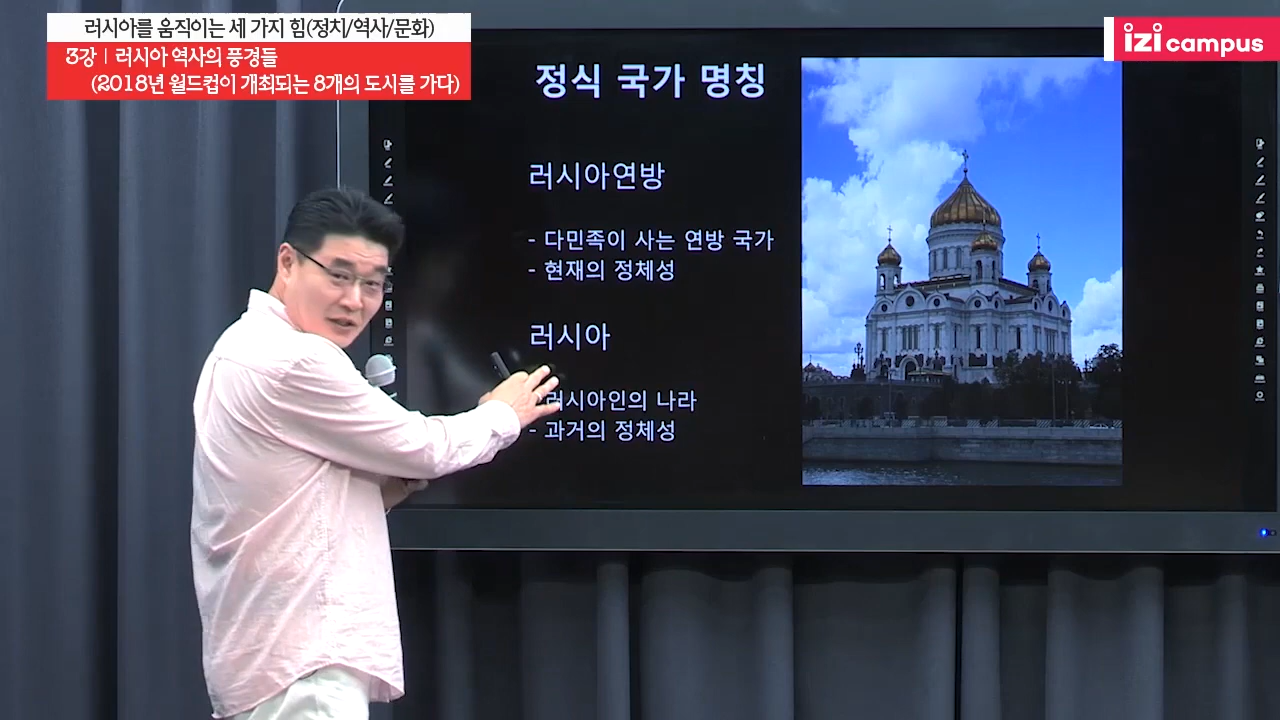 러시아를 움직이는 세 가지 힘(정치/역사/문화)
3강 | 러시아 역사의 풍경들
(2018년 월드컵이 개최되는 8개의 도시를 가다)
izi campus
정식 국가 명칭
러시아연방
- 다민족이 사는 연방 국가
- 현재의 정체성
러시아
러시아인의 나라
- 과거의 정체성